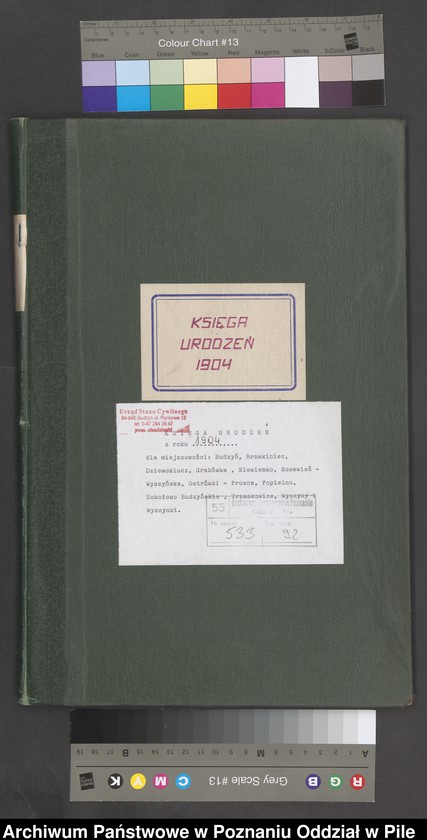 Colour Chart #13
Blue Cyan Green Yellow Red Magenta White 3/Color Black
KSIĘGA
URODZEŃ
1904
Urząd Stanu Cywilnego
KSIĘGA URODZEŃ
z roku 1904
dla miejscowości: Budzyń, Brzekiniec,
Dziewoklucz, Grabówka , Niewiemko, Nowawieś -
Wyszyńska, Ostrówki - Prosna, Popielno,
Sokołowo Budzyńskie , Wyszyny i
Wyszynki.
55
533 92
Grey Scale #13
R G B C M Y K
A M B
Archiwum Państwowe w Poznaniu Oddział w Pile